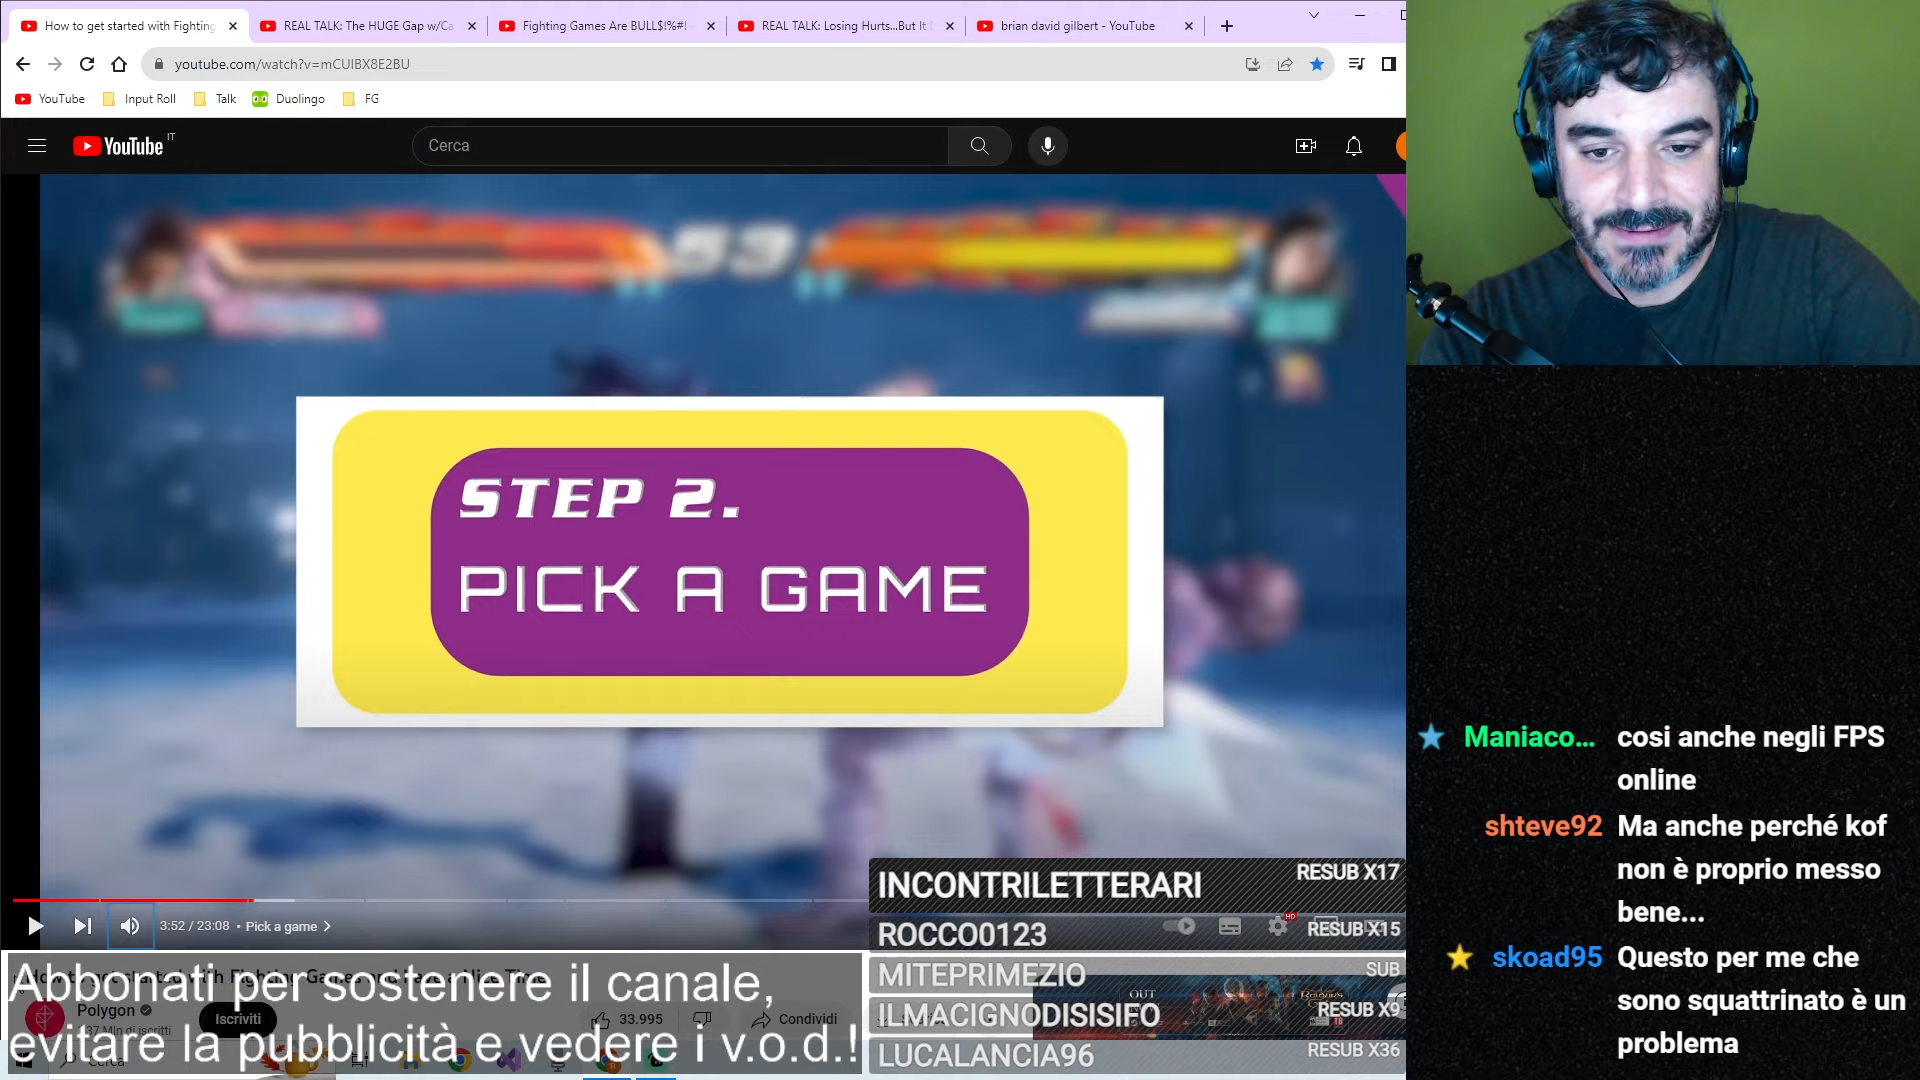 How to get started with Fighting
REAL TALK: The HUGE Gap w/Ca
Fighting Games Are BULL$!%#!
REAL TALK: Losing Hurts...But It
brian david gilbert - YouTube
youtube.com/watch?v=mCUIBX8E2BU
YouTube
Input Roll
Talk
Duolingo
FG
YouTube IT
Cerca
53
STEP 2.
PICK A GAME
3:52 / 23:08 • Pick a game
HD
INCONTRILETTERARI RESUB X17
ROCCO0123 RESUB X15
MITEPRIMEZIO SUB
ILMACIGNODISISIFO RESUB X9
LUCALANCIA96 RESUB X36
Abbonati per sostenere il canale,
evitare la pubblicità e vedere i v.o.d.!
Polygon
Iscriviti
33.995
Condividi
OUT
Cerca
Maniaco... cosi anche negli FPS
online
shteve92 Ma anche perché kof
non è proprio messo
bene...
skoad95 Questo per me che
sono squattrinato è un
problema